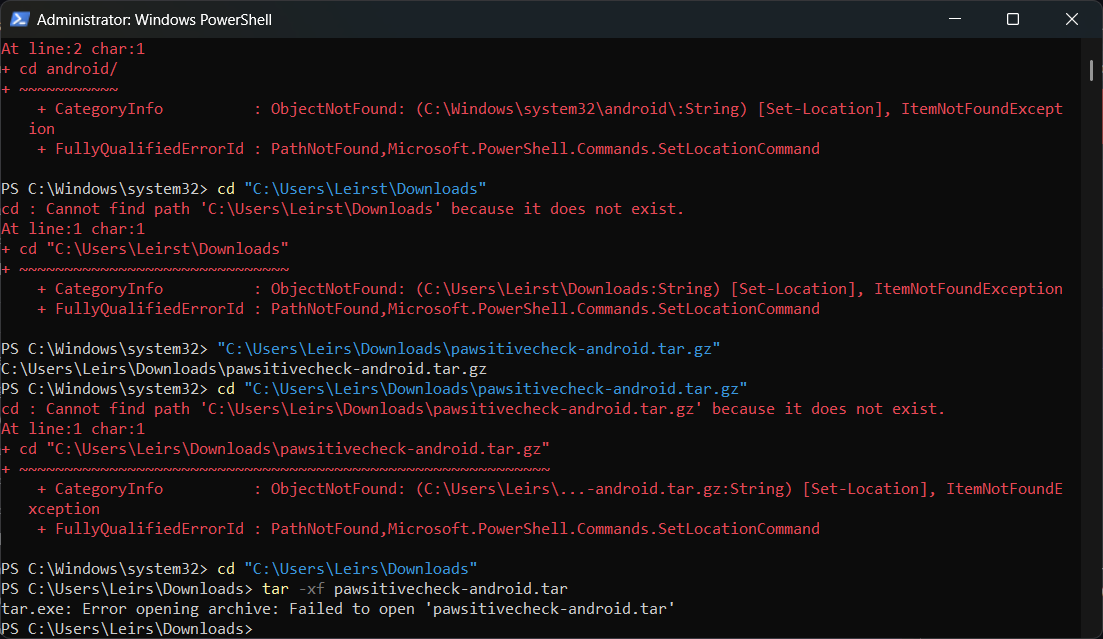 Administrator: Windows PowerShell
At line:2 char:1
+ cd android/
+ ~~~~~~~~~~~
    + CategoryInfo          : ObjectNotFound: (C:\Windows\system32\android\:String) [Set-Location], ItemNotFoundExcept
   ion
    + FullyQualifiedErrorId : PathNotFound,Microsoft.PowerShell.Commands.SetLocationCommand
PS C:\Windows\system32> cd "C:\Users\Leirst\Downloads"
cd : Cannot find path 'C:\Users\Leirst\Downloads' because it does not exist.
At line:1 char:1
+ cd "C:\Users\Leirst\Downloads"
+ ~~~~~~~~~~~~~~~~~~~~~~~~~~~~~~
    + CategoryInfo          : ObjectNotFound: (C:\Users\Leirst\Downloads:String) [Set-Location], ItemNotFoundException
    + FullyQualifiedErrorId : PathNotFound,Microsoft.PowerShell.Commands.SetLocationCommand
PS C:\Windows\system32> "C:\Users\Leirs\Downloads\pawsitivecheck-android.tar.gz"
C:\Users\Leirs\Downloads\pawsitivecheck-android.tar.gz
PS C:\Windows\system32> cd "C:\Users\Leirs\Downloads\pawsitivecheck-android.tar.gz"
cd : Cannot find path 'C:\Users\Leirs\Downloads\pawsitivecheck-android.tar.gz' because it does not exist.
At line:1 char:1
+ cd "C:\Users\Leirs\Downloads\pawsitivecheck-android.tar.gz"
+ ~~~~~~~~~~~~~~~~~~~~~~~~~~~~~~~~~~~~~~~~~~~~~~~~~~~~~~~~~~~
    + CategoryInfo          : ObjectNotFound: (C:\Users\Leirs\...-android.tar.gz:String) [Set-Location], ItemNotFoundE
   xception
    + FullyQualifiedErrorId : PathNotFound,Microsoft.PowerShell.Commands.SetLocationCommand
PS C:\Windows\system32> cd "C:\Users\Leirs\Downloads"
PS C:\Users\Leirs\Downloads> tar -xf pawsitivecheck-android.tar
tar.exe: Error opening archive: Failed to open 'pawsitivecheck-android.tar'
PS C:\Users\Leirs\Downloads>